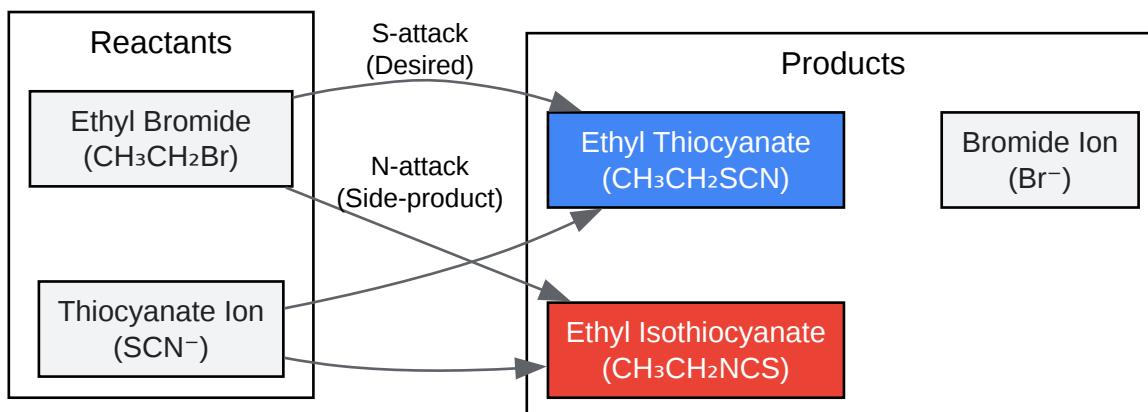 Reactants
Ethyl Bromide
(CH₃CH₂Br)
Thiocyanate Ion
(SCN⁻)
S-attack
(Desired)
N-attack
(Side-product)
Products
Ethyl Thiocyanate
(CH₃CH₂SCN)
Bromide Ion
(Br⁻)
Ethyl Isothiocyanate
(CH₃CH₂NCS)